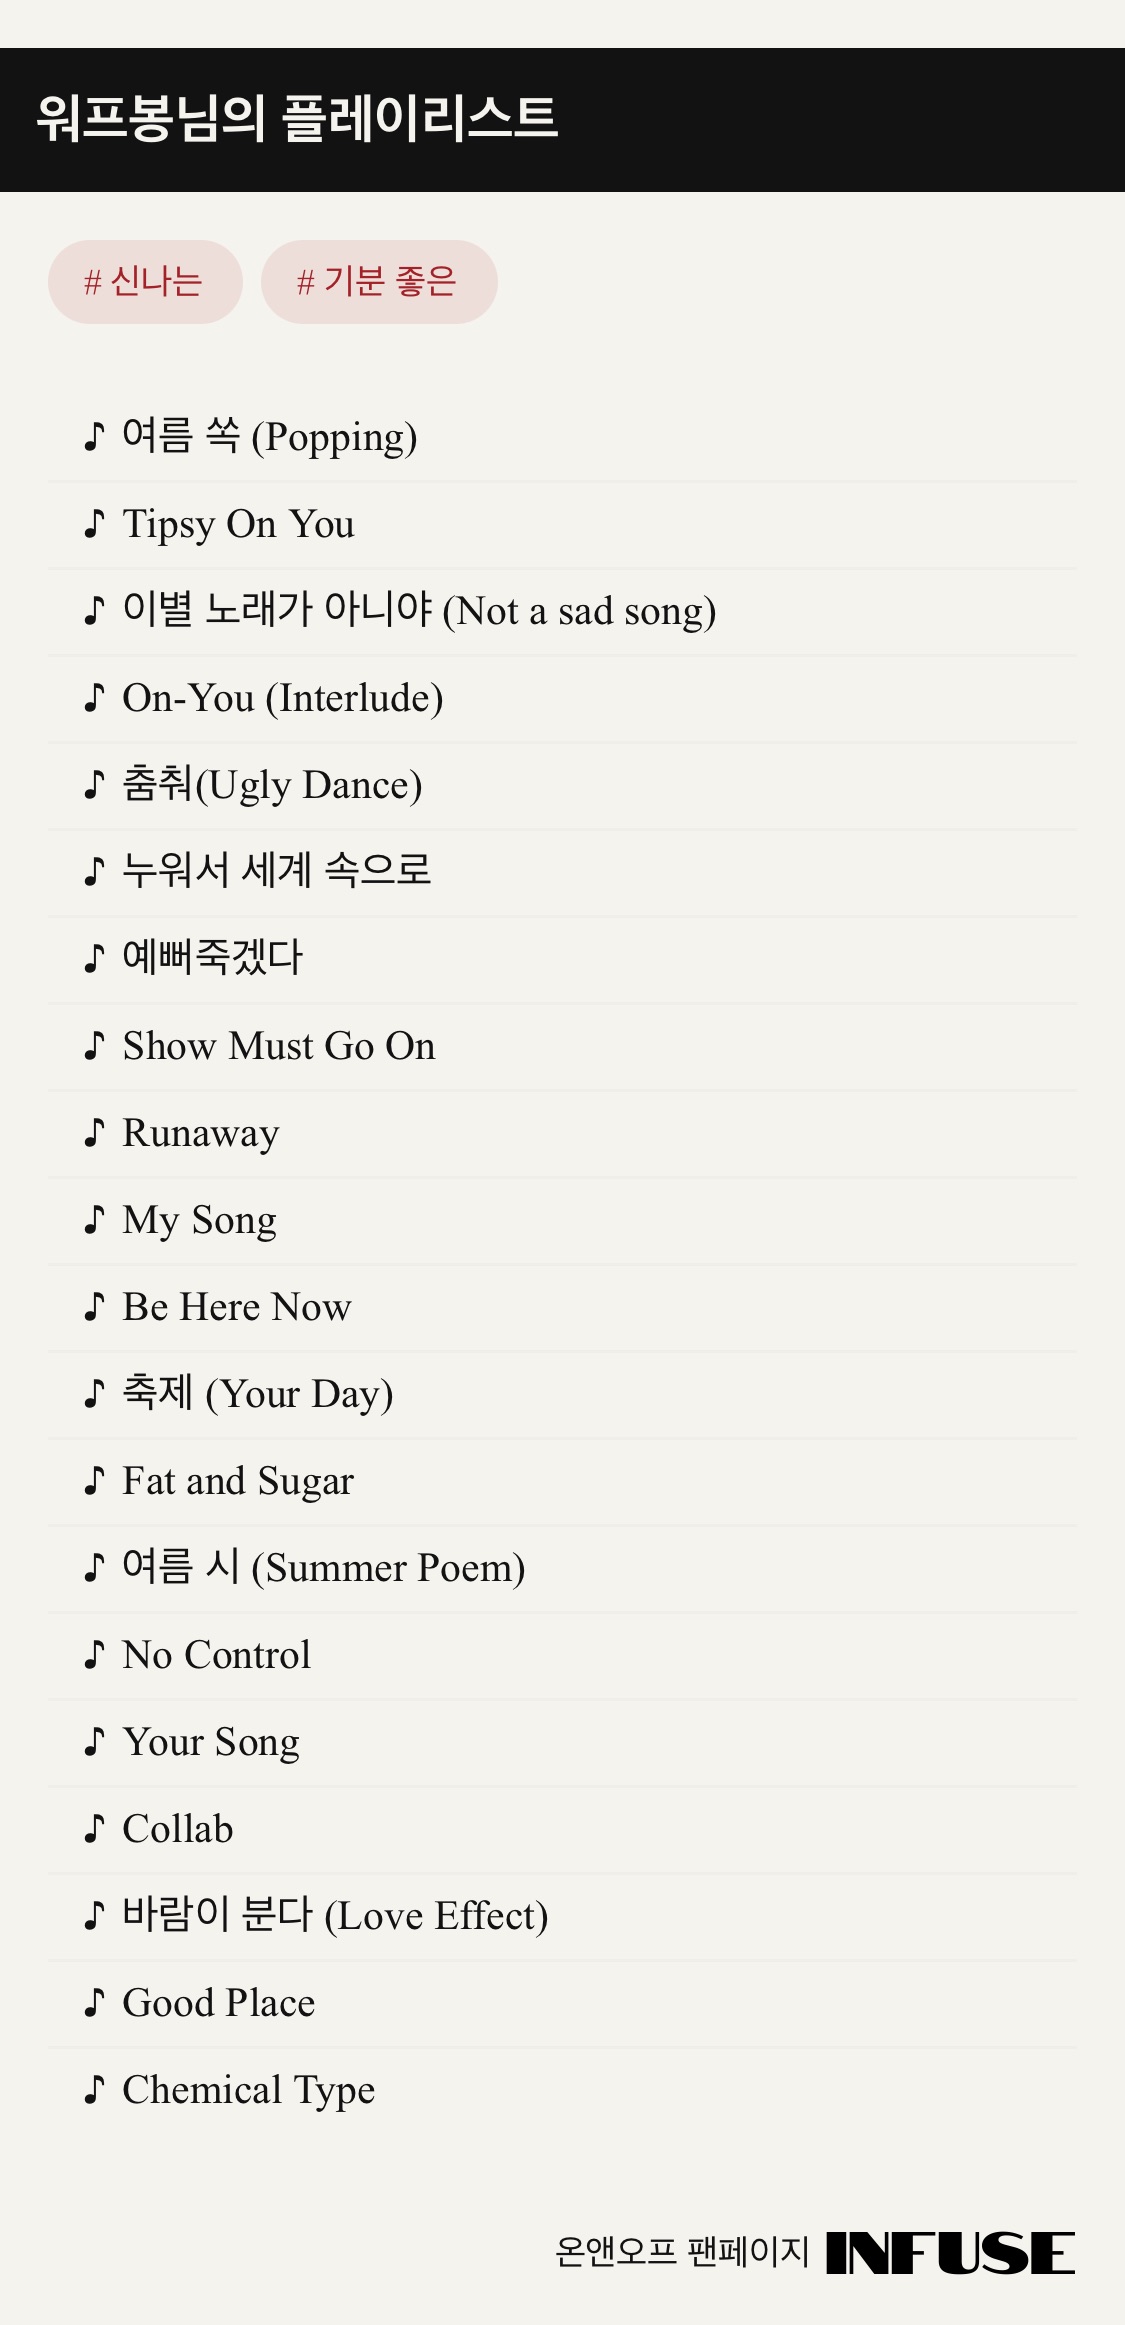 워프봉님의 플레이리스트
# 신나는 # 기분 좋은
♪ 여름 쏙 (Popping)
♪ Tipsy On You
♪ 이별 노래가 아니야 (Not a sad song)
♪ On-You (Interlude)
♪ 춤춰(Ugly Dance)
♪ 누워서 세계 속으로
♪ 예뻐죽겠다
♪ Show Must Go On
♪ Runaway
♪ My Song
♪ Be Here Now
♪ 축제 (Your Day)
♪ Fat and Sugar
♪ 여름 시 (Summer Poem)
♪ No Control
♪ Your Song
♪ Collab
♪ 바람이 분다 (Love Effect)
♪ Good Place
♪ Chemical Type
온앤오프 팬페이지 INFUSE